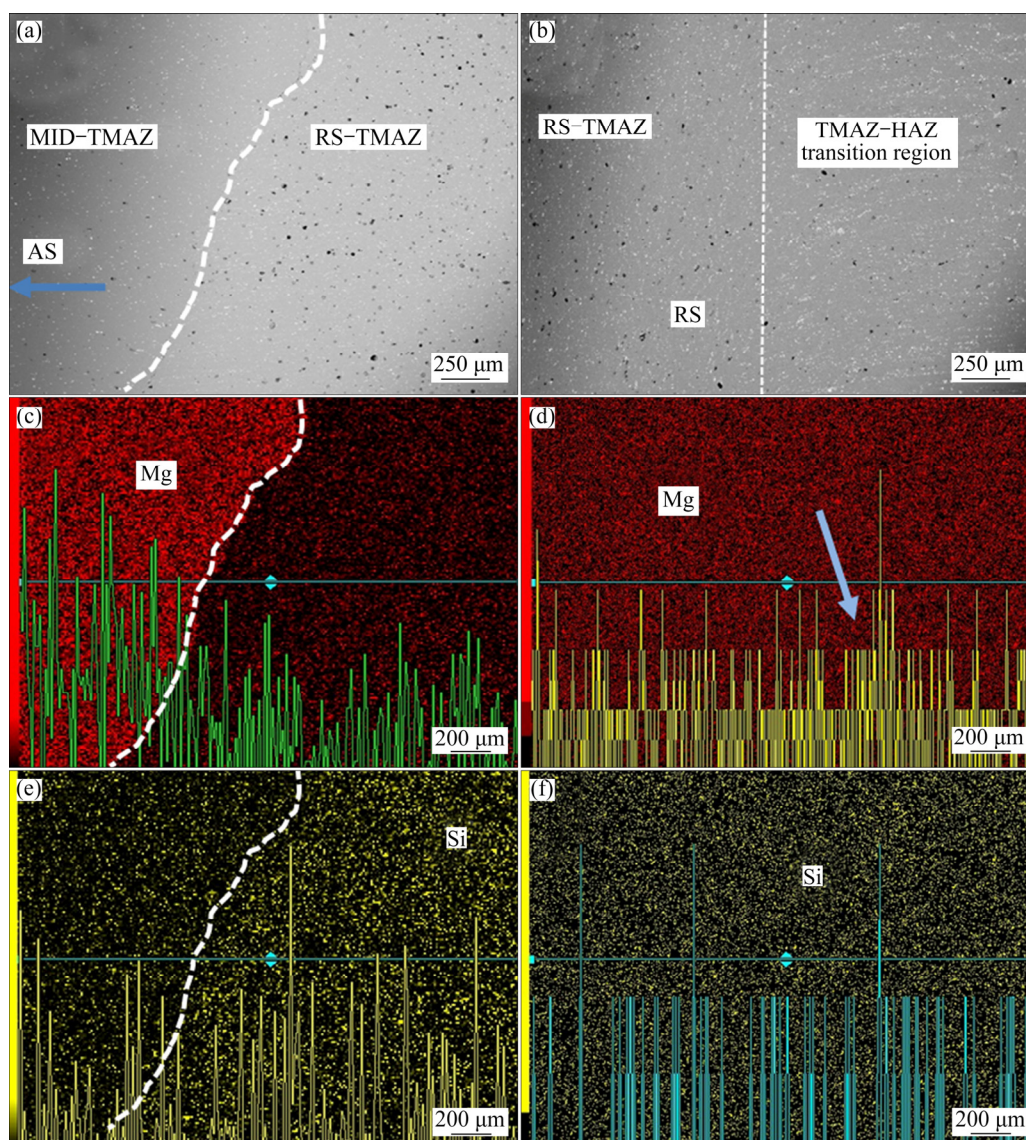 (a)
MID-TMAZ
RS-TMAZ
AS
250 μm
(b)
RS-TMAZ
TMAZ-HAZ
transition region
RS
250 μm
(c)
Mg
200 μm
(d)
Mg
200 μm
(e)
Si
200 μm
(f)
Si
200 μm